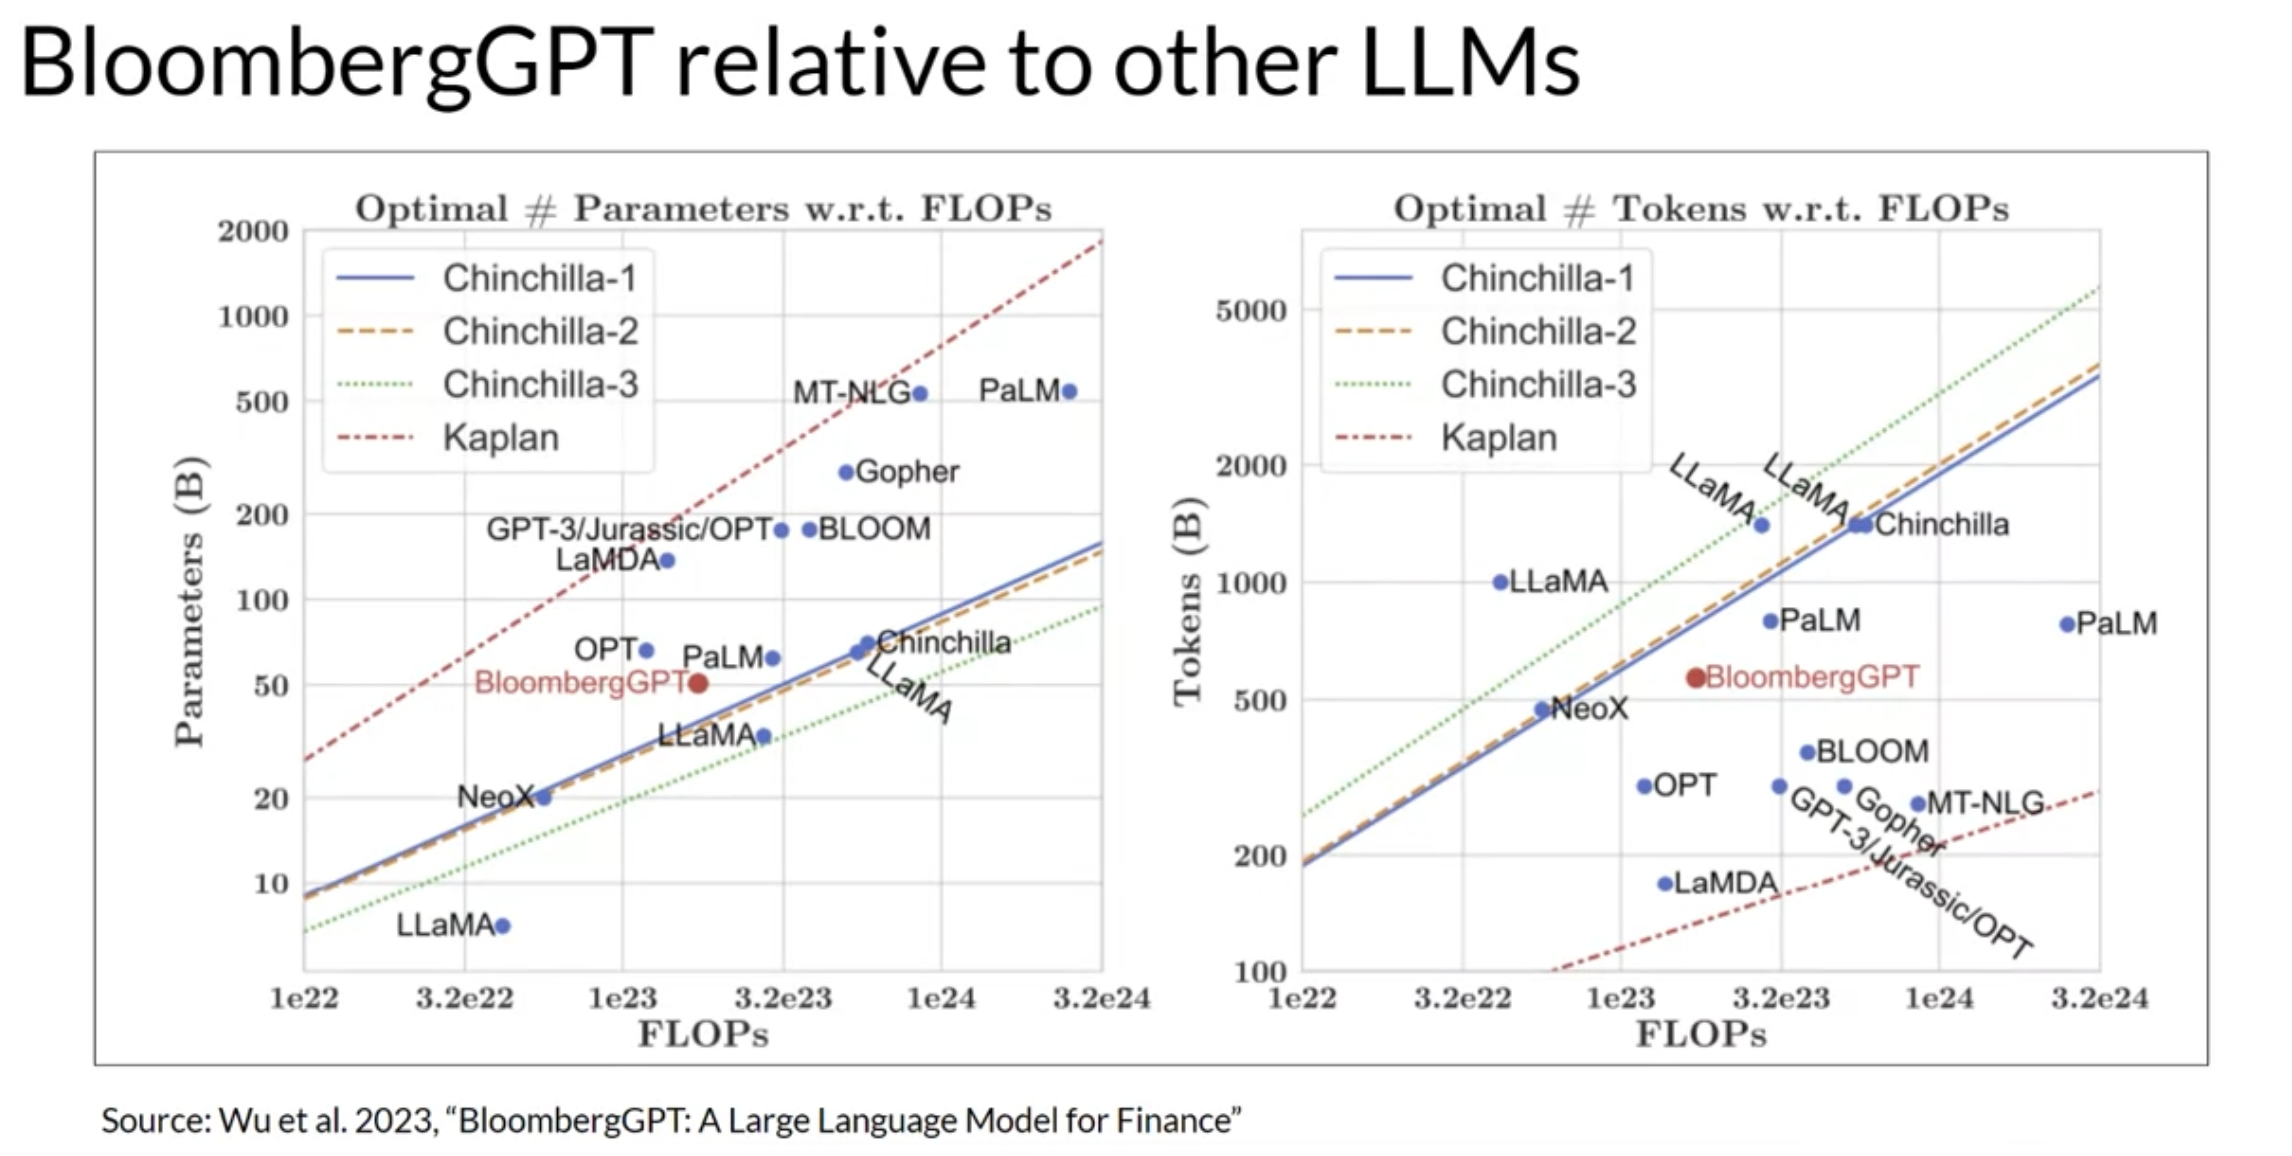 BloombergGPT relative to other LLMs
Optimal # Parameters w.r.t. FLOPs
2000
1000
500
200
100
50
20
10
Parameters (B)
Chinchilla-1
Chinchilla-2
Chinchilla-3
Kaplan
MT-NLG
PaLM
Gopher
GPT-3/Jurassic/OPT
BLOOM
LaMDA
OPT
PaLM
Chinchilla
BloombergGPT
LLaMA
LLaMA
NeoX
LLaMA
1e22 3.2e22 1e23 3.2e23 1e24 3.2e24
FLOPs
Optimal # Tokens w.r.t. FLOPs
5000
2000
1000
500
200
100
Tokens (B)
Chinchilla-1
Chinchilla-2
Chinchilla-3
Kaplan
LLaMA
LLaMA
Chinchilla
LLaMA
PaLM
PaLM
BloombergGPT
NeoX
BLOOM
OPT
GPT-3/Jurassic/OPT
Gopher
MT-NLG
LaMDA
1e22 3.2e22 1e23 3.2e23 1e24 3.2e24
FLOPs
Source: Wu et al. 2023, “BloombergGPT: A Large Language Model for Finance”